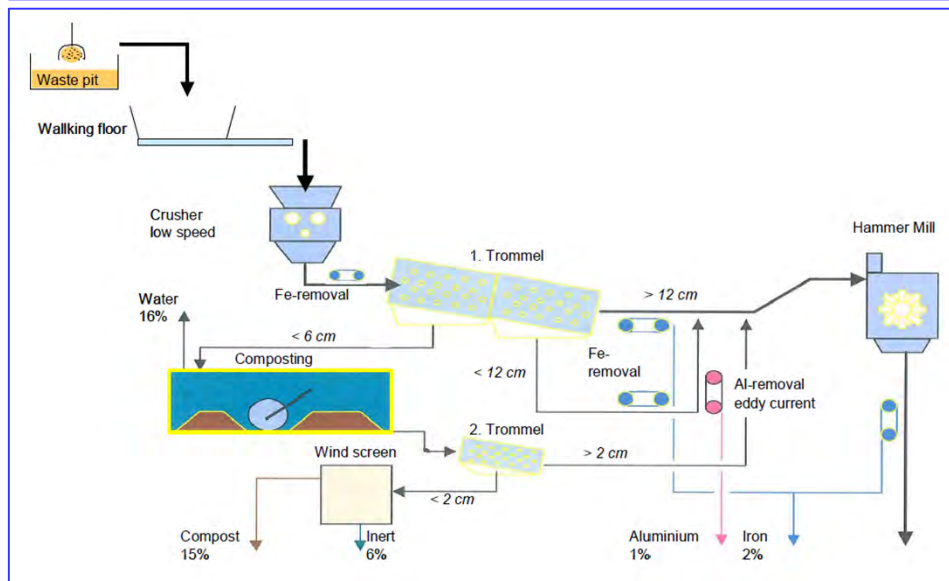 Waste pit
Wallking floor
Crusher
low speed
Hammer Mill
1. Trommel
Fe-removal
> 12 cm
Water
16%
< 6 cm
Composting
Fe-
removal
< 12 cm
Al-removal
eddy current
2. Trommel
Wind screen
> 2 cm
< 2 cm
Compost
15%
Inert
6%
Aluminium
1%
Iron
2%